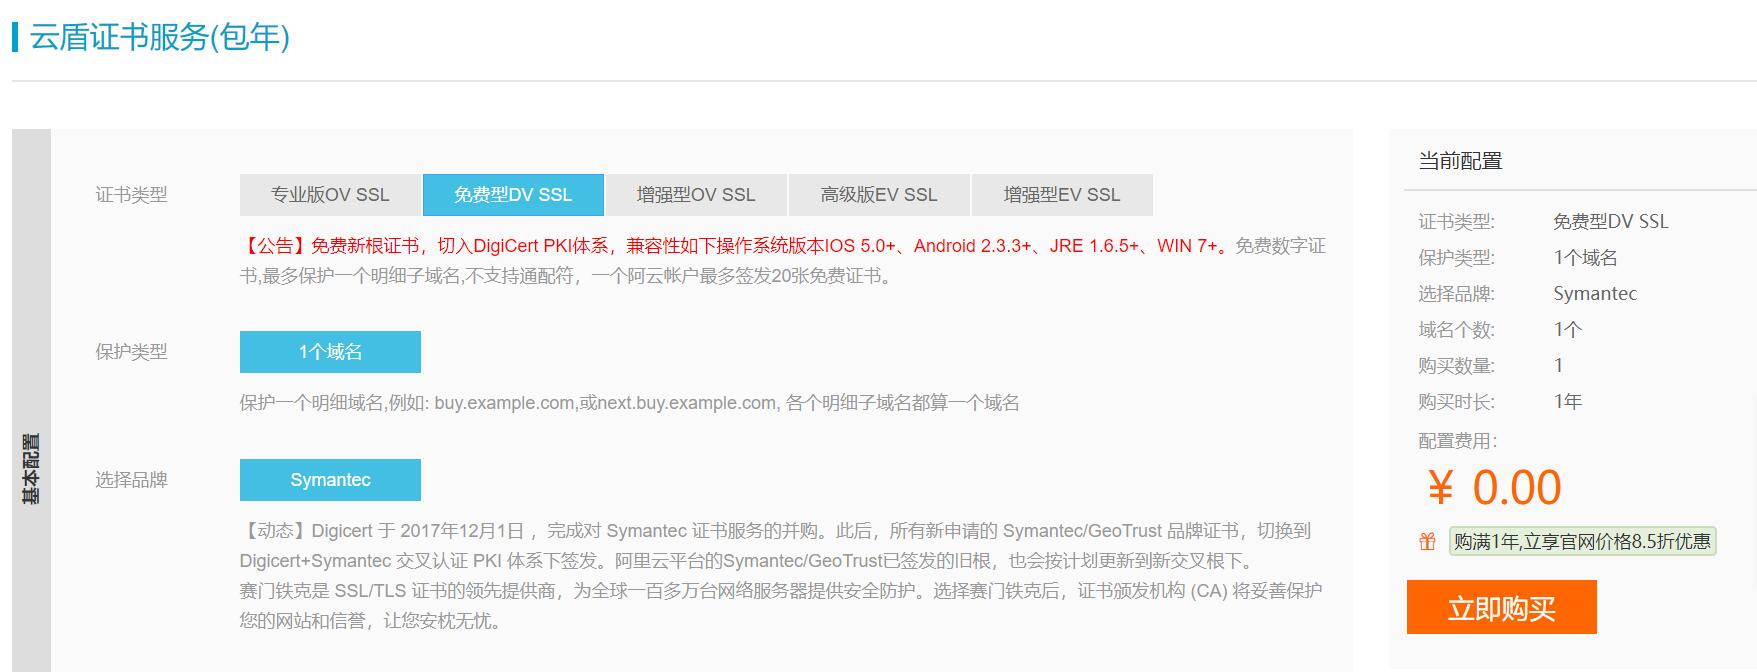 云盾证书服务(包年)
基本配置
证书类型
专业版OV SSL
免费型DV SSL
增强型OV SSL
高级版EV SSL
增强型EV SSL
【公告】免费新根证书，切入DigiCert PKI体系，兼容性如下操作系统版本IOS 5.0+、Android 2.3.3+、JRE 1.6.5+、WIN 7+。免费数字证
书,最多保护一个明细子域名,不支持通配符，一个阿云帐户最多签发20张免费证书。
保护类型
1个域名
保护一个明细域名,例如: buy.example.com,或next.buy.example.com, 各个明细子域名都算一个域名
选择品牌
Symantec
【动态】Digicert 于 2017年12月1日 ，完成对 Symantec 证书服务的并购。此后，所有新申请的 Symantec/GeoTrust 品牌证书，切换到
Digicert+Symantec 交叉认证 PKI 体系下签发。阿里云平台的Symantec/GeoTrust已签发的旧根，也会按计划更新到新交叉根下。
赛门铁克是 SSL/TLS 证书的领先提供商，为全球一百多万台网络服务器提供安全防护。选择赛门铁克后，证书颁发机构 (CA) 将妥善保护
您的网站和信誉，让您安枕无忧。
当前配置
证书类型: 免费型DV SSL
保护类型: 1个域名
选择品牌: Symantec
域名个数: 1个
购买数量: 1
购买时长: 1年
配置费用:
¥ 0.00
购满1年,立享官网价格8.5折优惠
立即购买